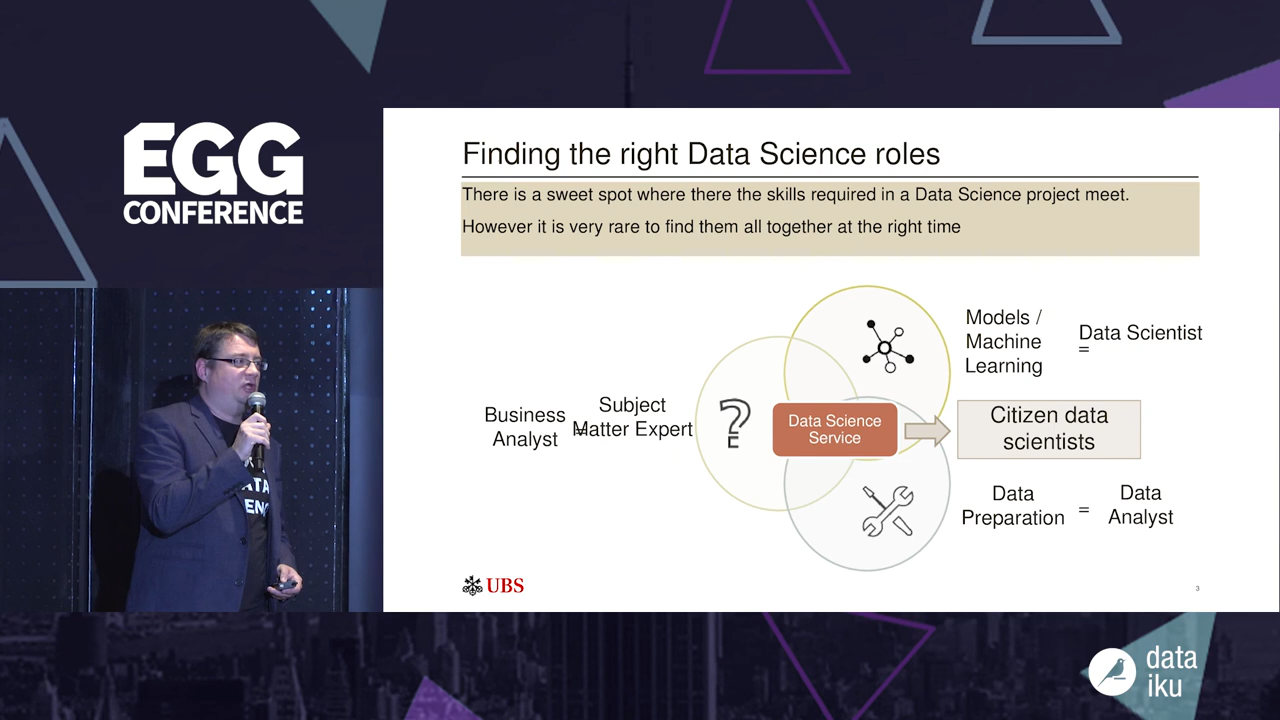 EGG
CONFERENCE
Finding the right Data Science roles
There is a sweet spot where there the skills required in a Data Science project meet.
However it is very rare to find them all together at the right time
Models /
Machine
Learning
Data Scientist
=
Business
Analyst
=
Subject
Matter Expert
?
Data Science
Service
Citizen data
scientists
Data
Preparation
=
Data
Analyst
ATA
ENC
UBS
3
data
iku